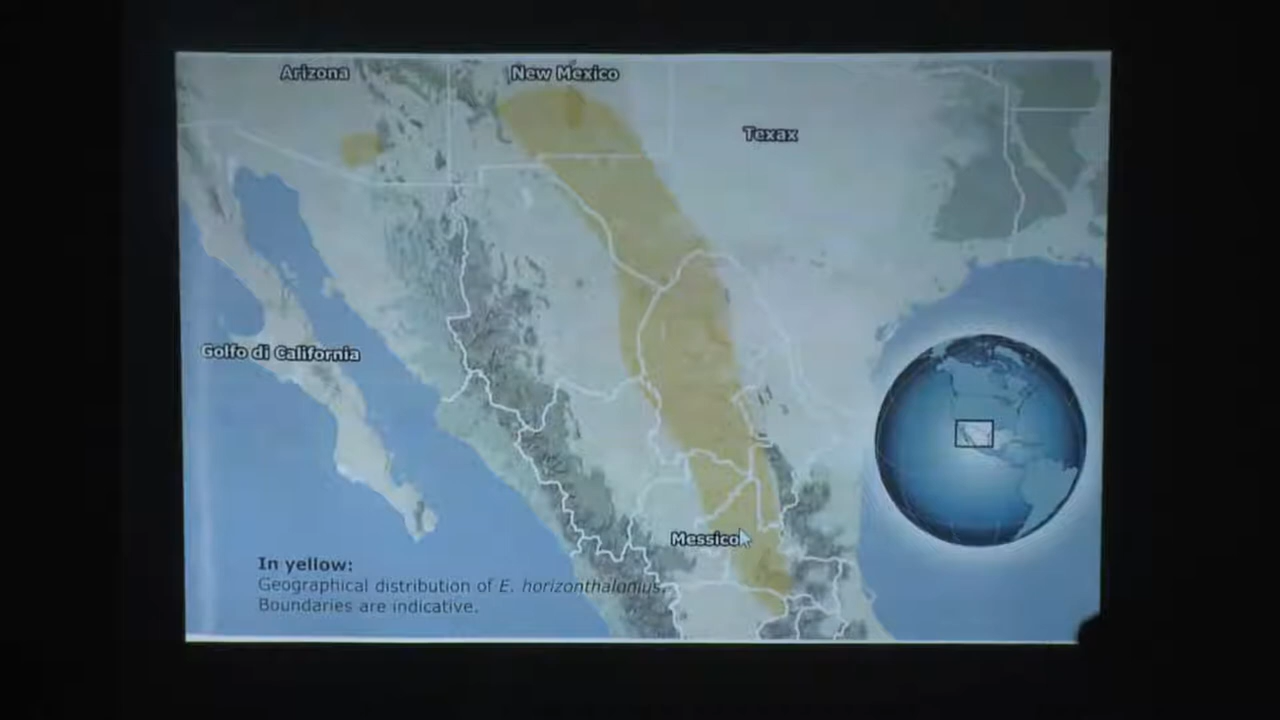 Arizona
New Mexico
Texax
Golfo di California
Messico
In yellow:
Geographical distribution of E. horizonthalonius.
Boundaries are indicative.